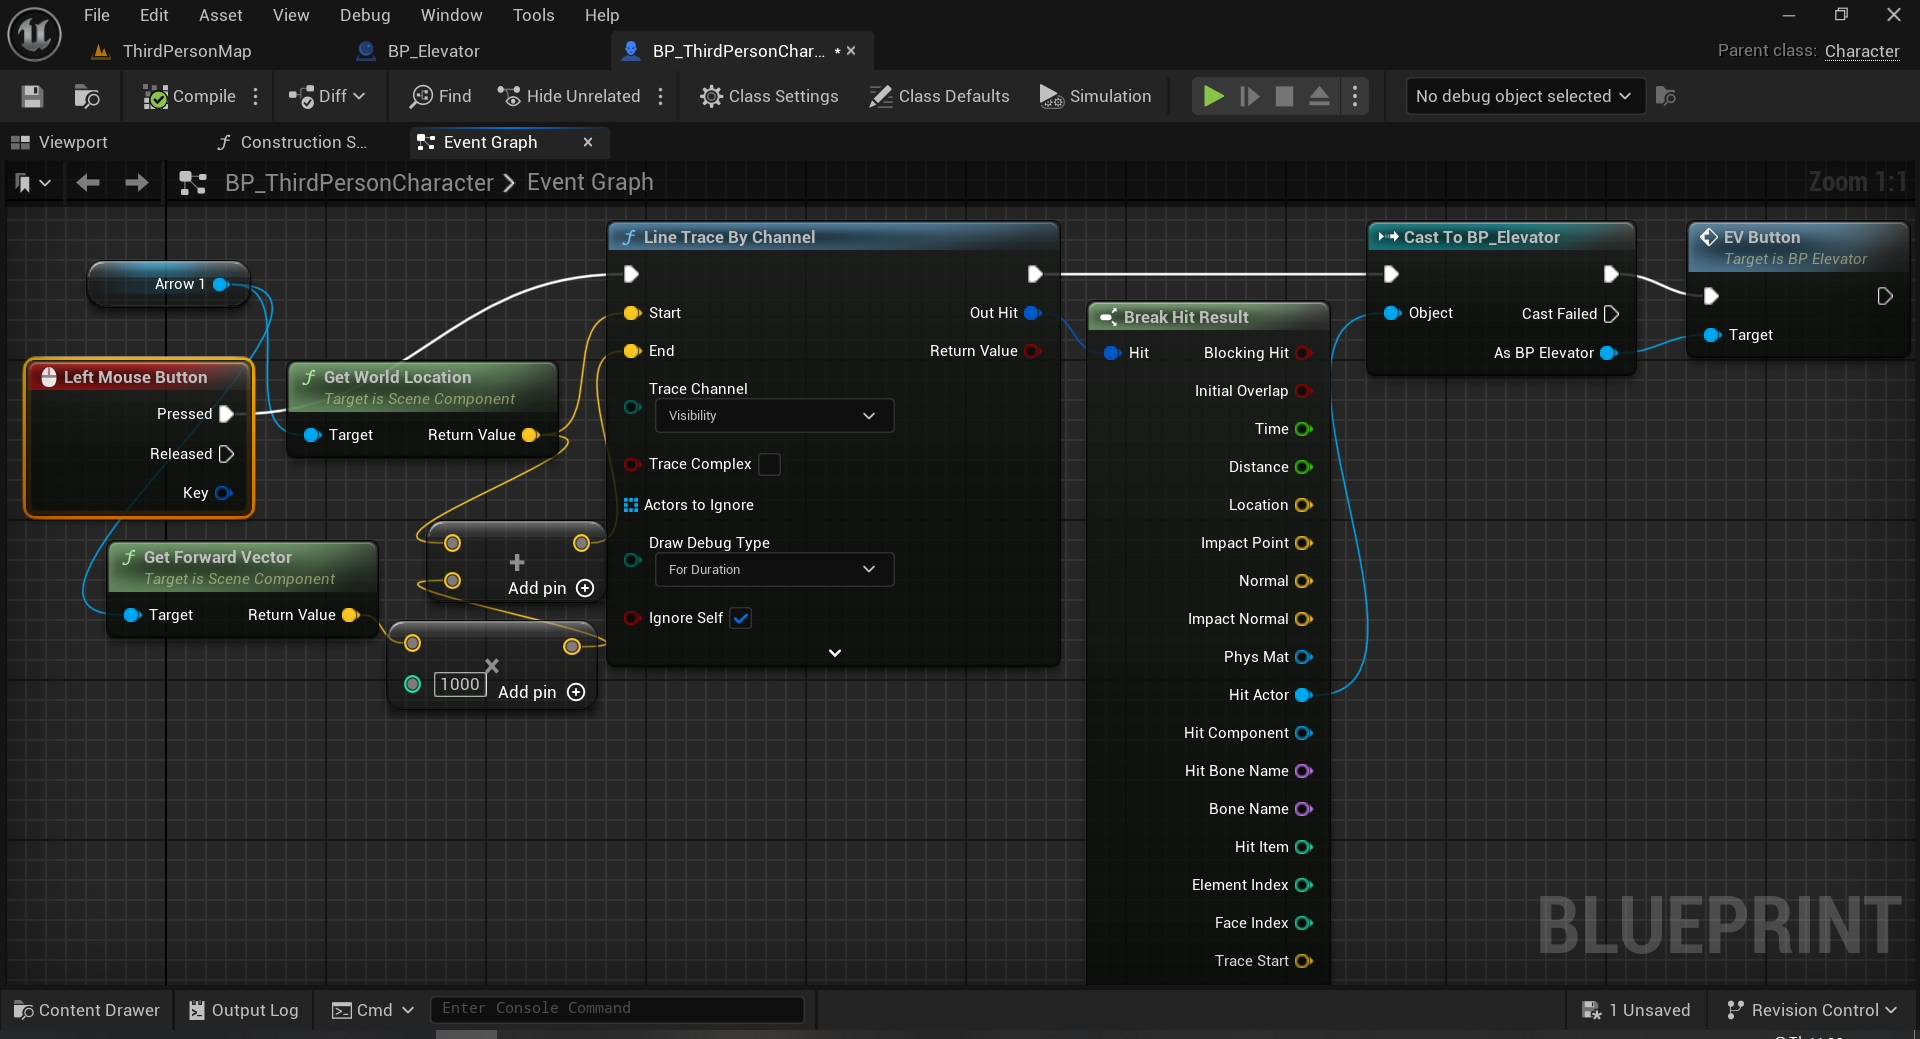 File Edit Asset View Debug Window Tools Help
ThirdPersonMap BP_Elevator BP_ThirdPersonChar... *
Parent class: Character
Compile Diff Find Hide Unrelated Class Settings Class Defaults Simulation No debug object selected
Viewport Construction S... Event Graph
BP_ThirdPersonCharacter > Event Graph
Zoom 1:1
Arrow 1
Left Mouse Button
Pressed
Released
Key
Get World Location
Target is Scene Component
Target Return Value
Get Forward Vector
Target is Scene Component
Target Return Value
+
Add pin
×
1000 Add pin
Line Trace By Channel
Start Out Hit
End Return Value
Trace Channel
Visibility
Trace Complex
Actors to Ignore
Draw Debug Type
For Duration
Ignore Self
Break Hit Result
Hit Blocking Hit
Initial Overlap
Time
Distance
Location
Impact Point
Normal
Impact Normal
Phys Mat
Hit Actor
Hit Component
Hit Bone Name
Bone Name
Hit Item
Element Index
Face Index
Trace Start
Cast To BP_Elevator
Object Cast Failed
As BP Elevator
EV Button
Target is BP Elevator
Target
BLUEPRINT
Content Drawer Output Log Cmd Enter Console Command 1 Unsaved Revision Control